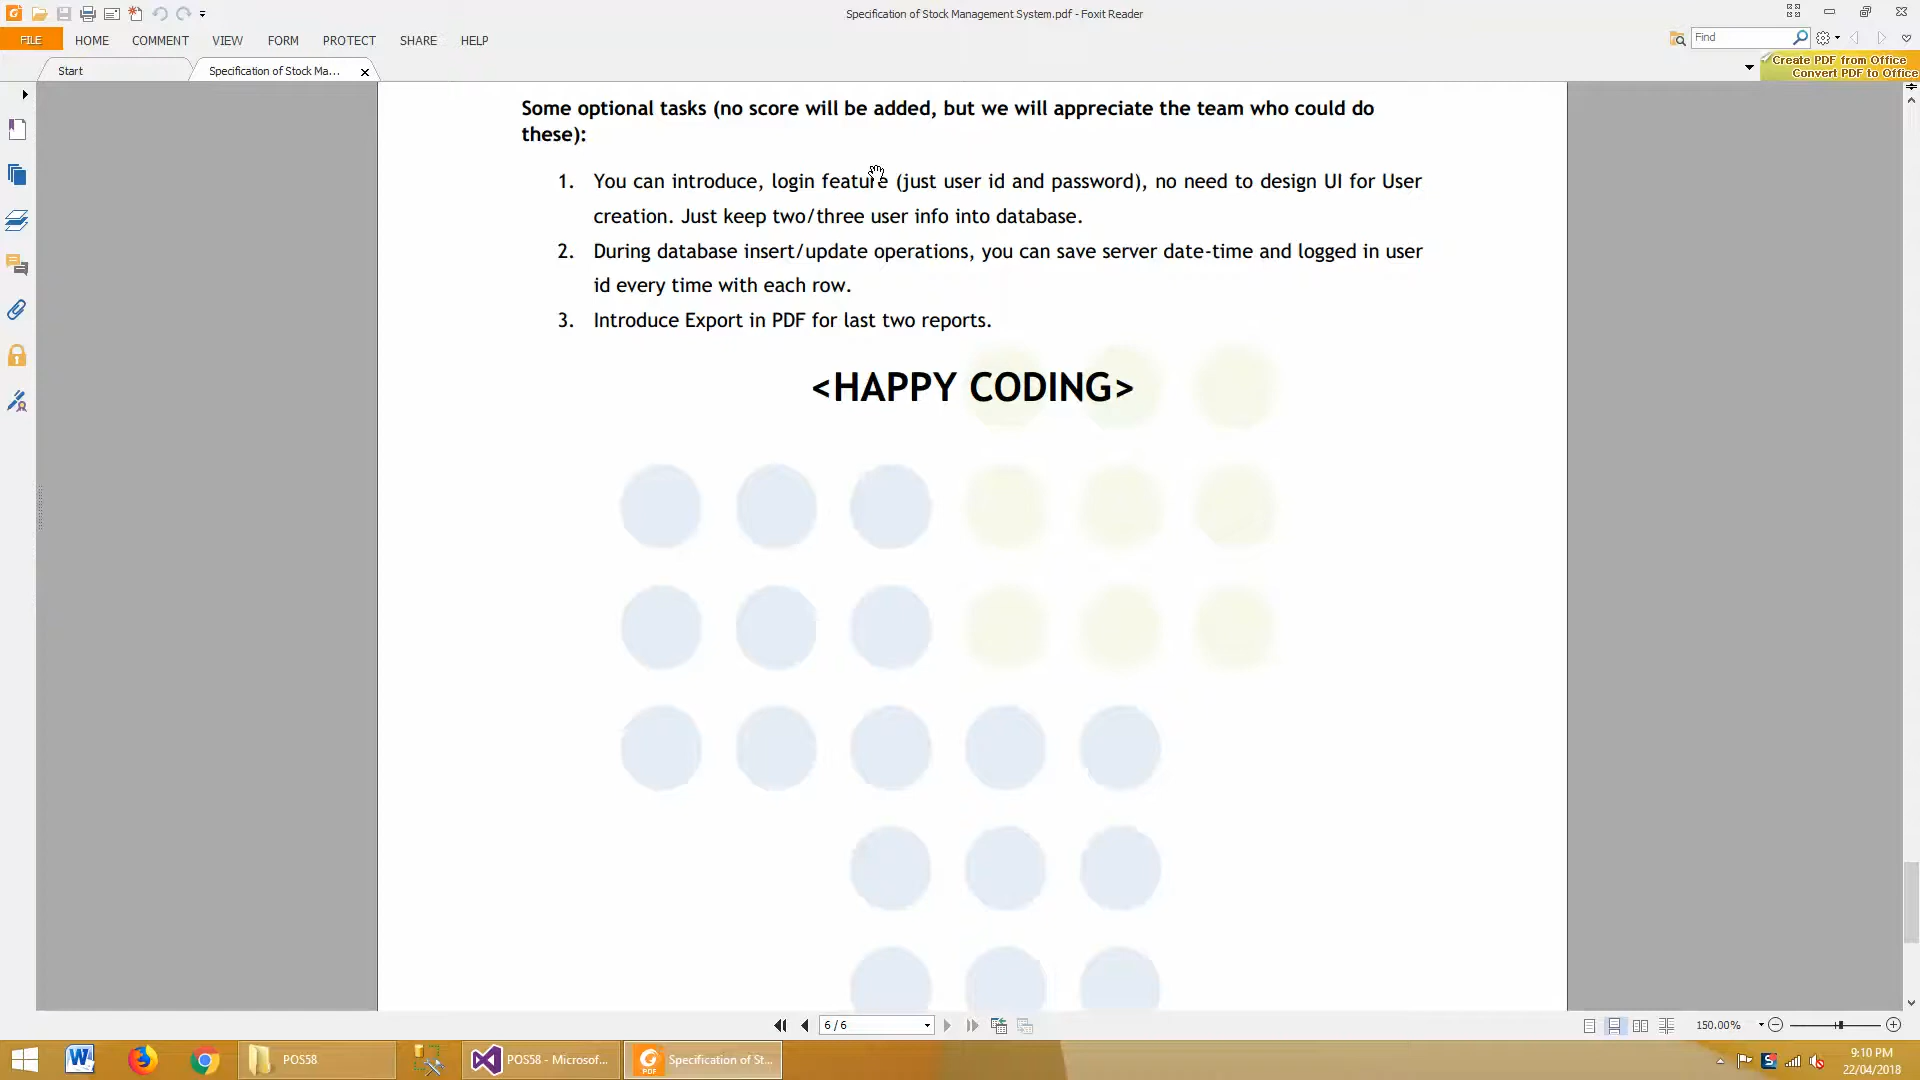 Specification of Stock Management System.pdf - Foxit Reader
FILE HOME COMMENT VIEW FORM PROTECT SHARE HELP
Find
Start
Specification of Stock Ma...
Create PDF from Office
Convert PDF to Office
Some optional tasks (no score will be added, but we will appreciate the team who could do
these):
1. You can introduce, login feature (just user id and password), no need to design UI for User
creation. Just keep two/three user info into database.
2. During database insert/update operations, you can save server date-time and logged in user
id every time with each row.
3. Introduce Export in PDF for last two reports.
<HAPPY CODING>
6 / 6
150.00%
POS58
POS58 - Microsof...
Specification of St...
9:10 PM
22/04/2018